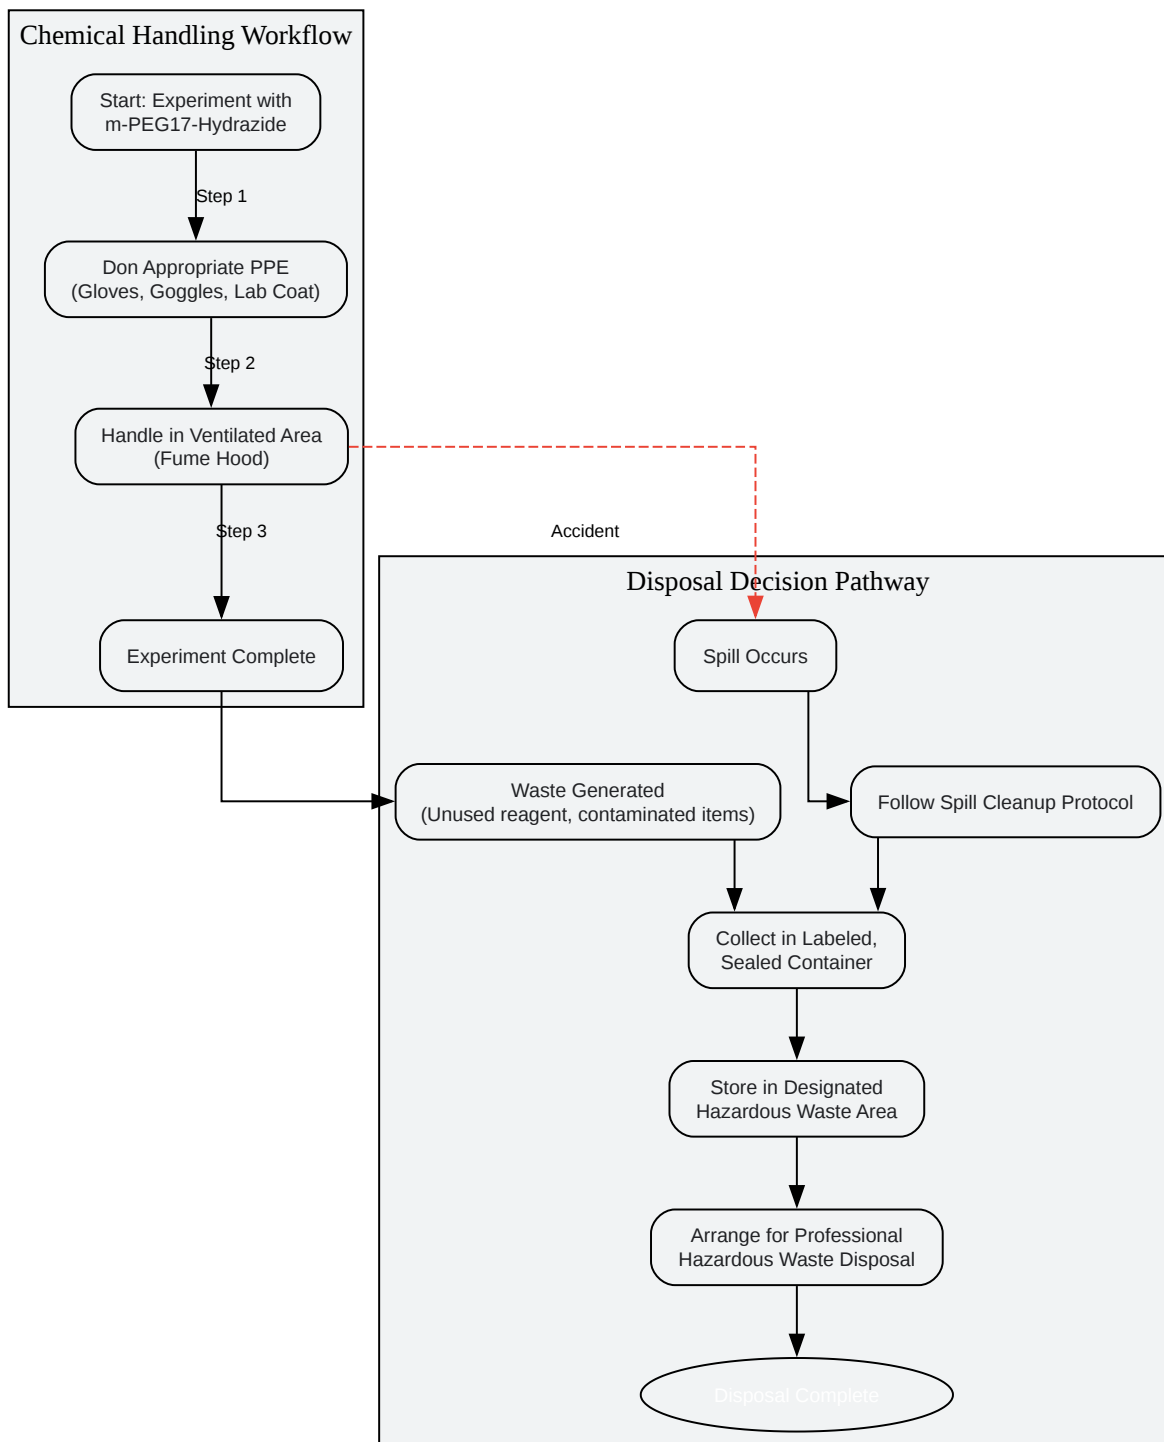 Chemical Handling Workflow
Start: Experiment with
m-PEG17-Hydrazide
Step 1
Don Appropriate PPE
(Gloves, Goggles, Lab Coat)
Step 2
Handle in Ventilated Area
(Fume Hood)
Step 3
Accident
Experiment Complete
Disposal Decision Pathway
Spill Occurs
Waste Generated
(Unused reagent, contaminated items)
Follow Spill Cleanup Protocol
Collect in Labeled,
Sealed Container
Store in Designated
Hazardous Waste Area
Arrange for Professional
Hazardous Waste Disposal
Disposal Complete